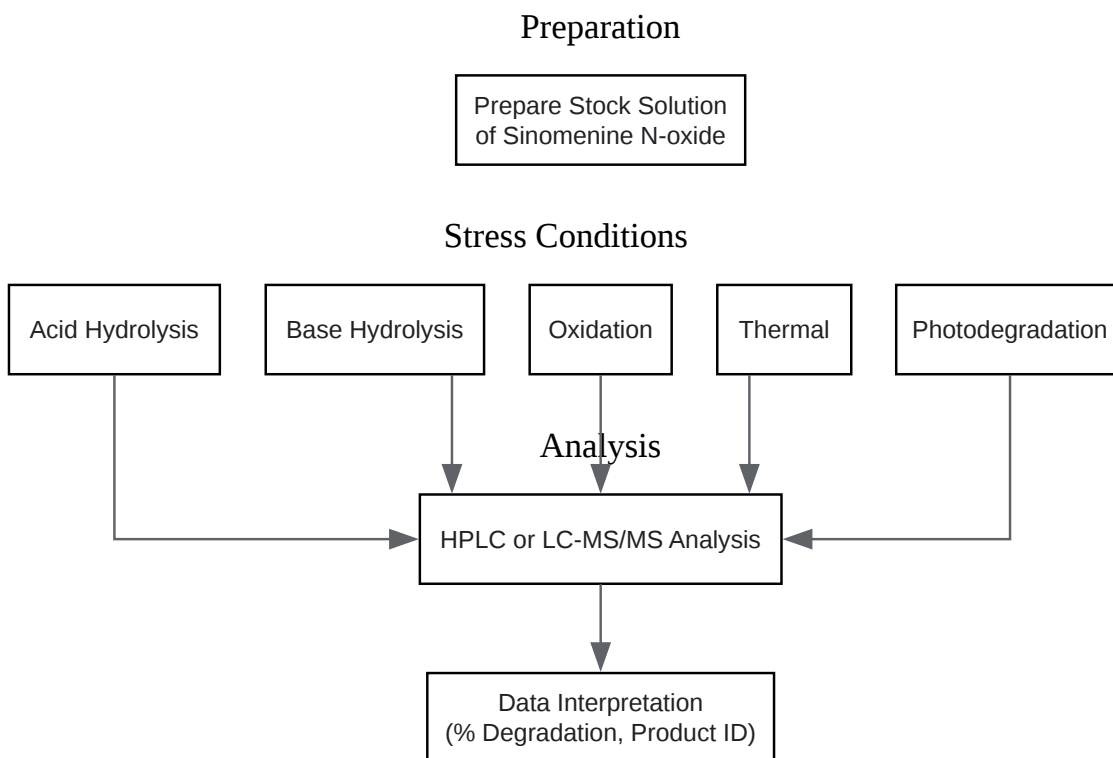 Preparation
Prepare Stock Solution
of Sinomenine N-oxide
Stress Conditions
Acid Hydrolysis
Base Hydrolysis
Oxidation
Thermal
Photodegradation
Analysis
HPLC or LC-MS/MS Analysis
Data Interpretation
(% Degradation, Product ID)